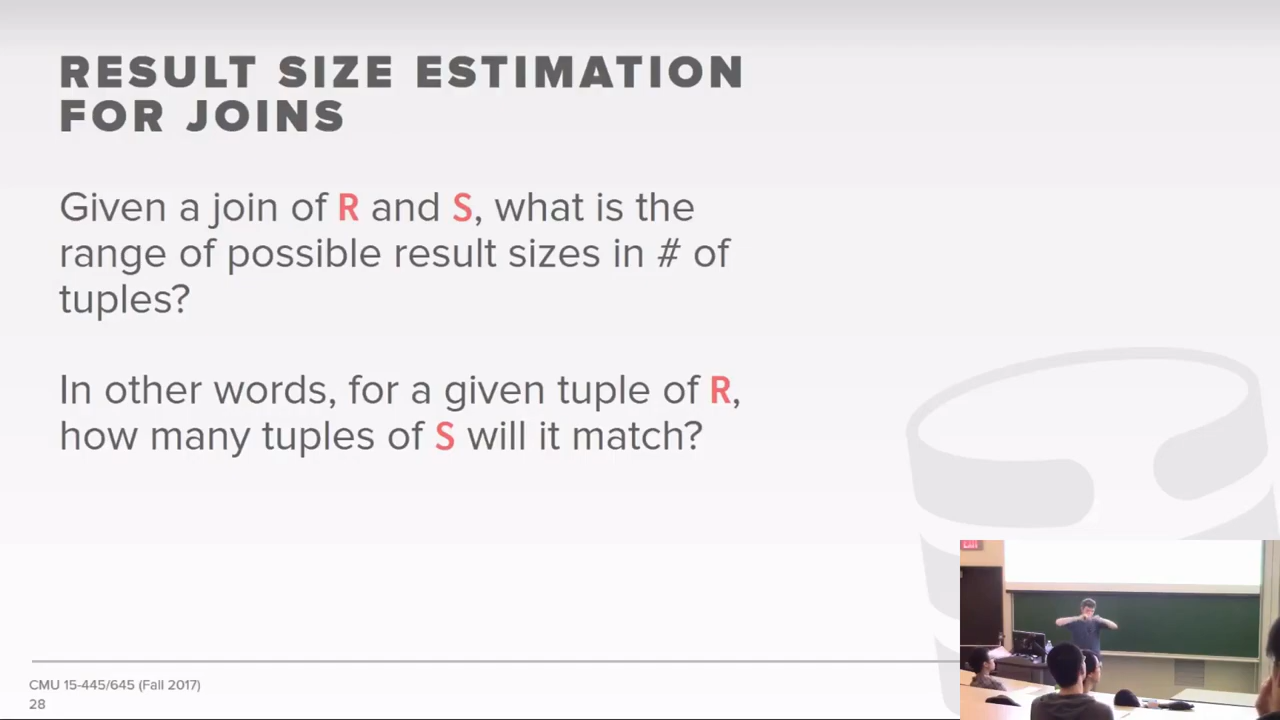 RESULT SIZE ESTIMATION
FOR JOINS
Given a join of R and S, what is the
range of possible result sizes in # of
tuples?
In other words, for a given tuple of R,
how many tuples of S will it match?
CMU 15-445/645 (Fall 2017)
28